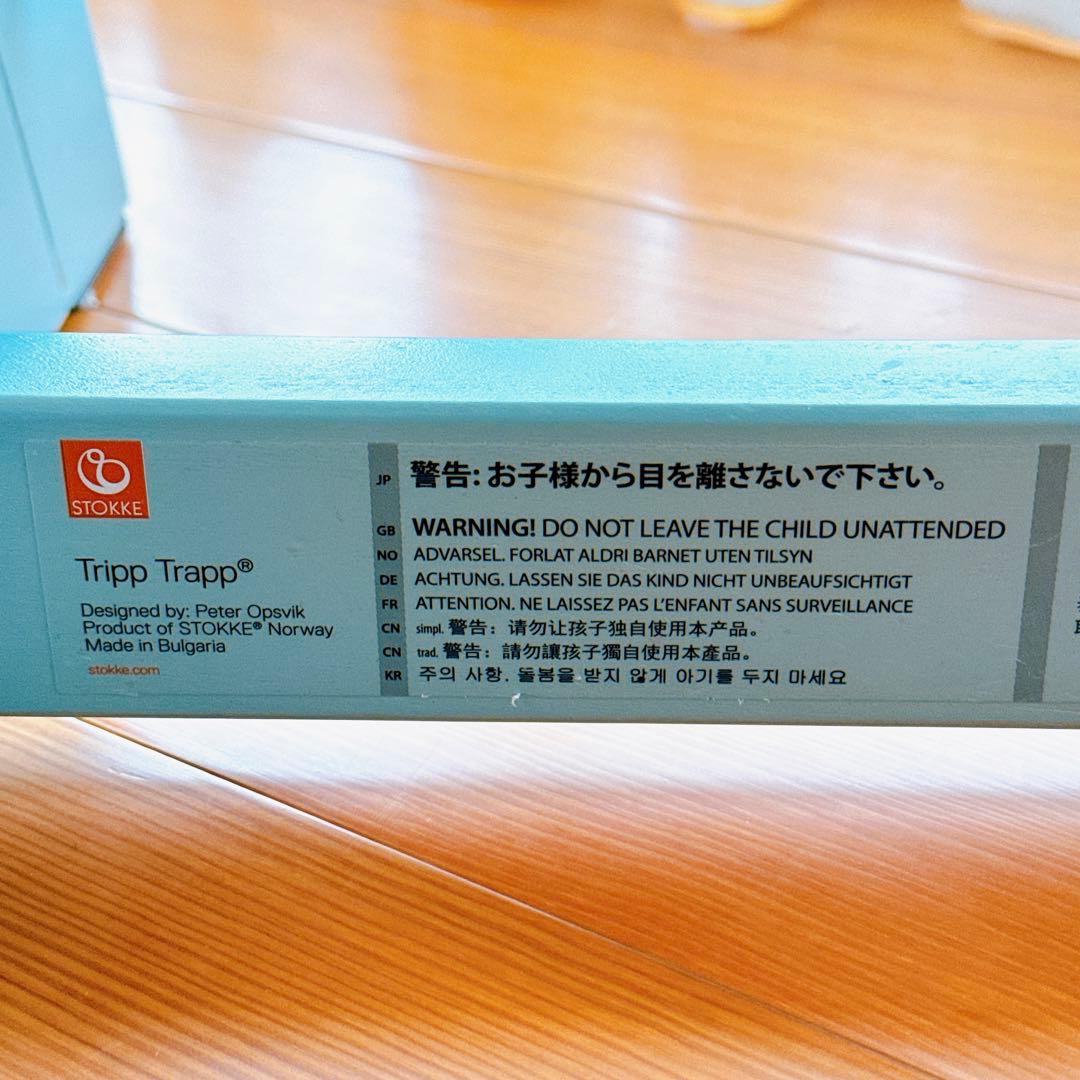 STOKKE
Tripp Trapp®
Designed by: Peter Opsvik
Product of STOKKE® Norway
Made in Bulgaria
stokke.com
JP 警告: お子様から目を離さないで下さい。
GB WARNING! DO NOT LEAVE THE CHILD UNATTENDED
NO ADVARSEL. FORLAT ALDRI BARNET UTEN TILSYN
DE ACHTUNG. LASSEN SIE DAS KIND NICHT UNBEAUFSICHTIGT
FR ATTENTION. NE LAISSEZ PAS L'ENFANT SANS SURVEILLANCE
CN simpl. 警告：请勿让孩子独自使用本产品。
CN trad. 警告：請勿讓孩子獨自使用本產品。
KR 주의 사항. 돌봄을 받지 않게 아기를 두지 마세요